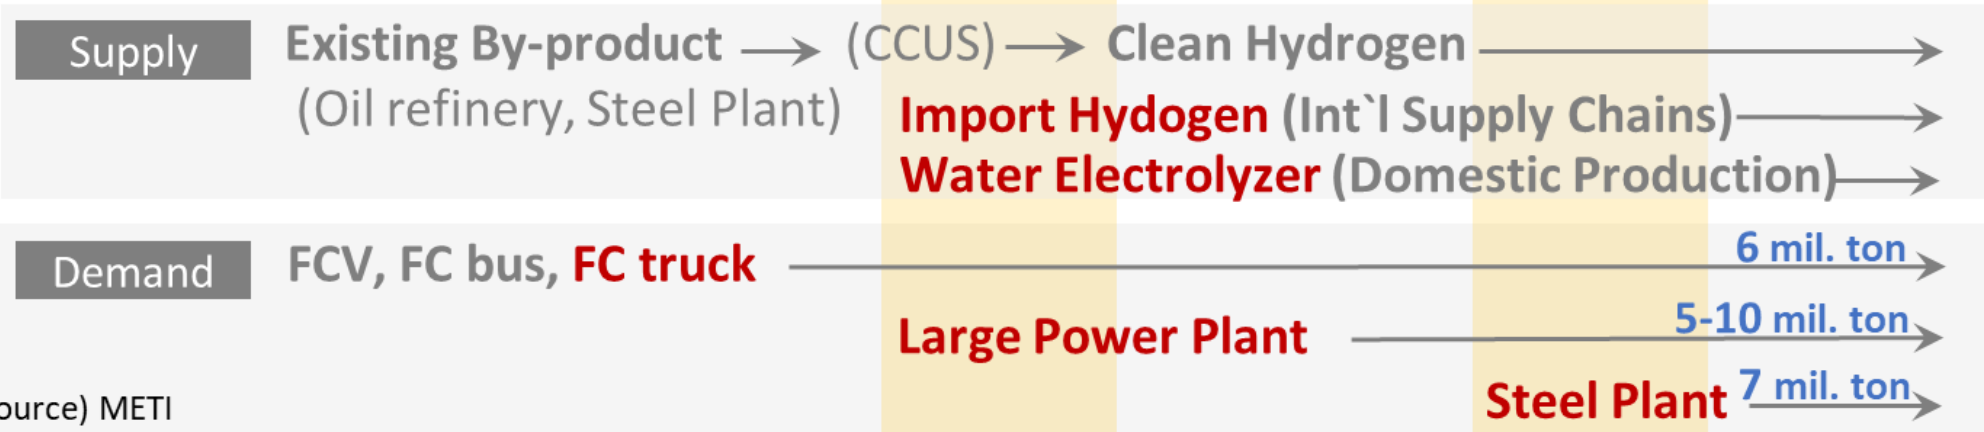 Supply
Existing By-product → (CCUS) → Clean Hydrogen →
(Oil refinery, Steel Plant)
Import Hydogen (Int`l Supply Chains) →
Water Electrolyzer (Domestic Production) →
Demand
FCV, FC bus, FC truck → 6 mil. ton
Large Power Plant → 5-10 mil. ton
Steel Plant → 7 mil. ton
ource) METI